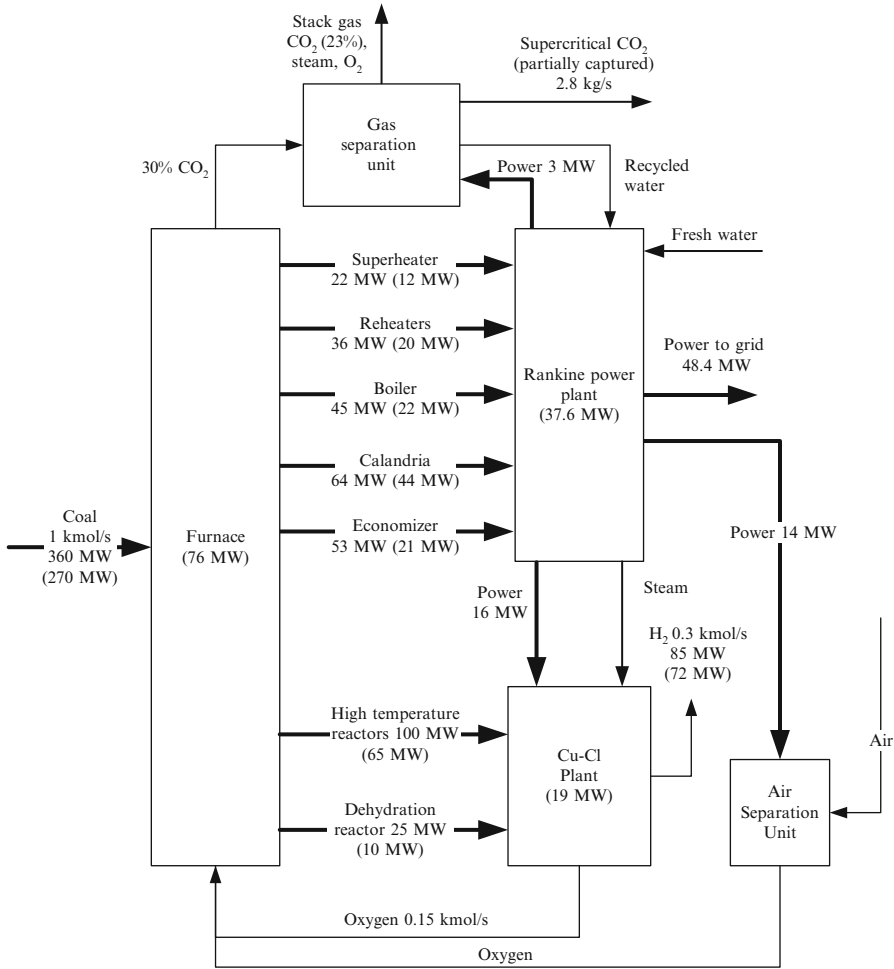 Stack gas
CO₂ (23%),
steam, O₂
Supercritical CO₂
(partially captured)
2.8 kg/s
Gas
separation
unit
30% CO₂
Power 3 MW
Recycled
water
Fresh water
Superheater
22 MW (12 MW)
Reheaters
36 MW (20 MW)
Boiler
45 MW (22 MW)
Calandria
64 MW (44 MW)
Economizer
53 MW (21 MW)
Rankine power
plant
(37.6 MW)
Power to grid
48.4 MW
Coal
1 kmol/s
360 MW
(270 MW)
Furnace
(76 MW)
Power 14 MW
Power
16 MW
Steam
H₂ 0.3 kmol/s
85 MW
(72 MW)
High temperature
reactors 100 MW
(65 MW)
Cu-Cl
Plant
(19 MW)
Air
Air
Separation
Unit
Dehydration
reactor 25 MW
(10 MW)
Oxygen 0.15 kmol/s
Oxygen